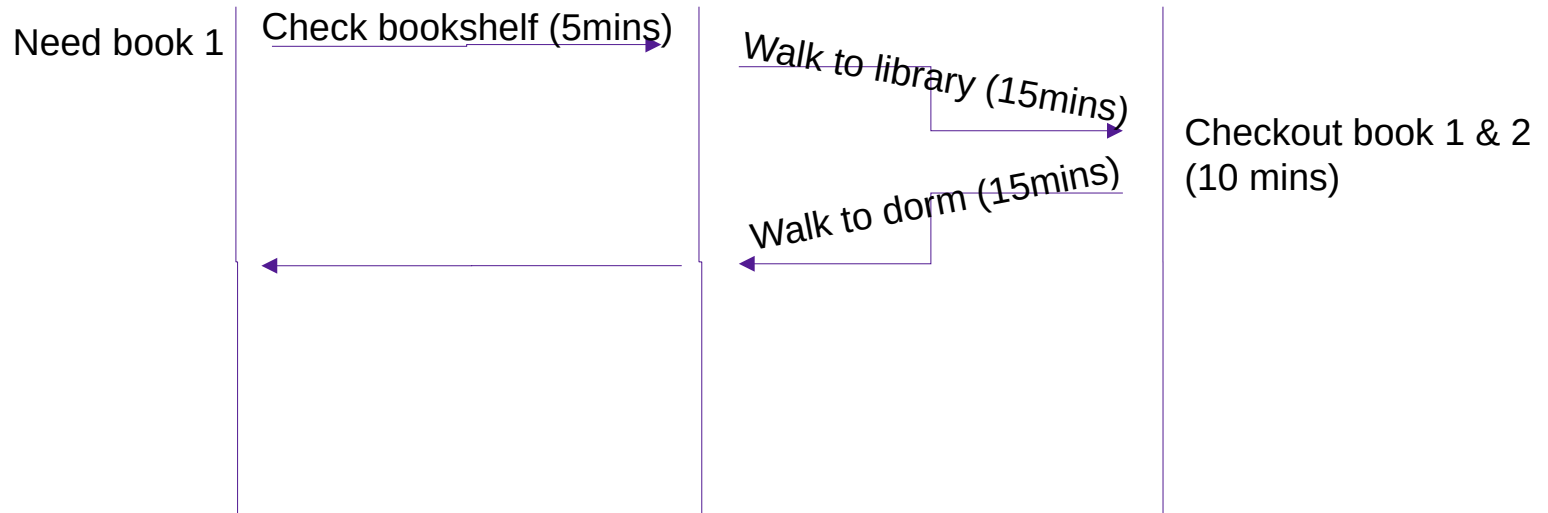 Need book 1
Check bookshelf (5mins)
Walk to library (15mins)
Checkout book 1 & 2
(10 mins)
Walk to dorm (15mins)